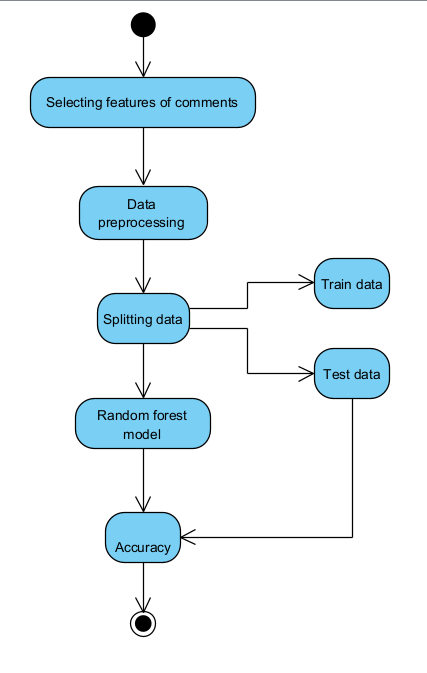 Selecting features of comments
Data
preprocessing
Splitting data
Train data
Test data
Random forest
model
Accuracy